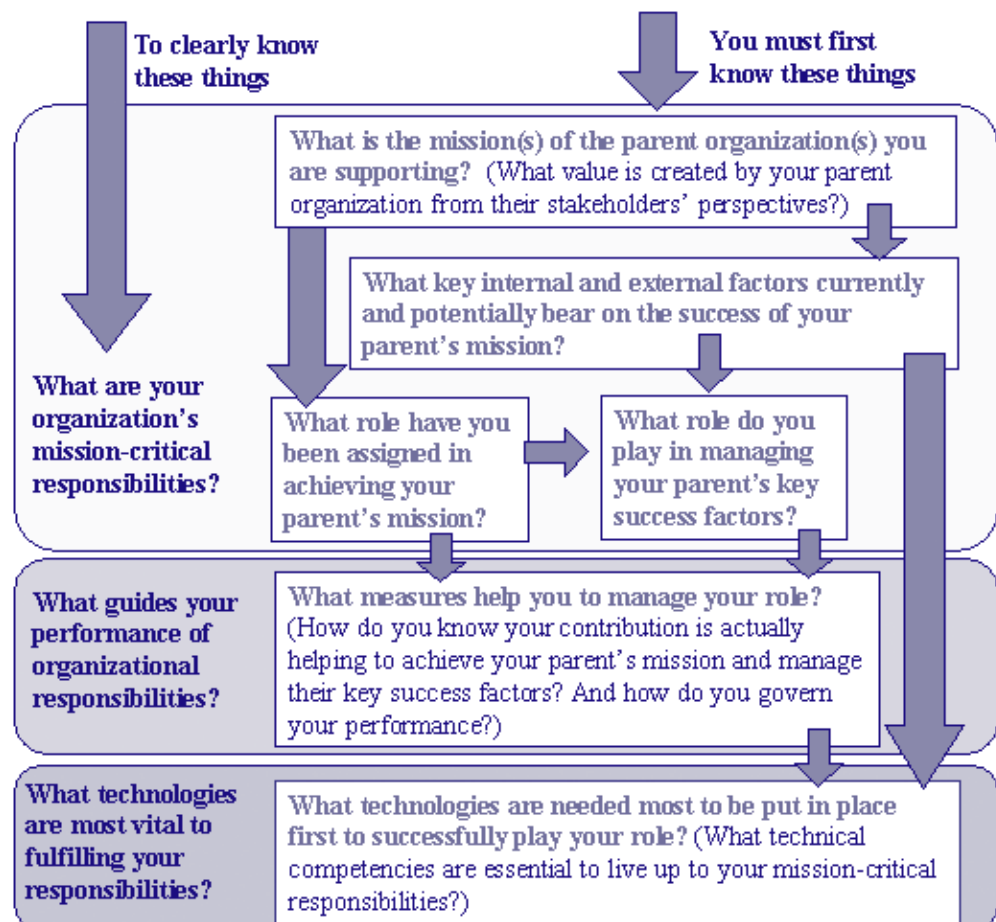 To clearly know
these things
You must first
know these things
What is the mission(s) of the parent organization(s) you
are supporting? (What value is created by your parent
organization from their stakeholders' perspectives?)
What key internal and external factors currently
and potentially bear on the success of your
parent's mission?
What are your
organization's
mission-critical
responsibilities?
What role have you
been assigned in
achieving your
parent's mission?
What role do you
play in managing
your parent's key
success factors?
What guides your
performance of
organizational
responsibilities?
What measures help you to manage your role?
(How do you know your contribution is actually
helping to achieve your parent's mission and manage
their key success factors? And how do you govern
your performance?)
What technologies
are most vital to
fulfilling your
responsibilities?
What technologies are needed most to be put in place
first to successfully play your role? (What technical
competencies are essential to live up to your mission-critical
responsibilities?)